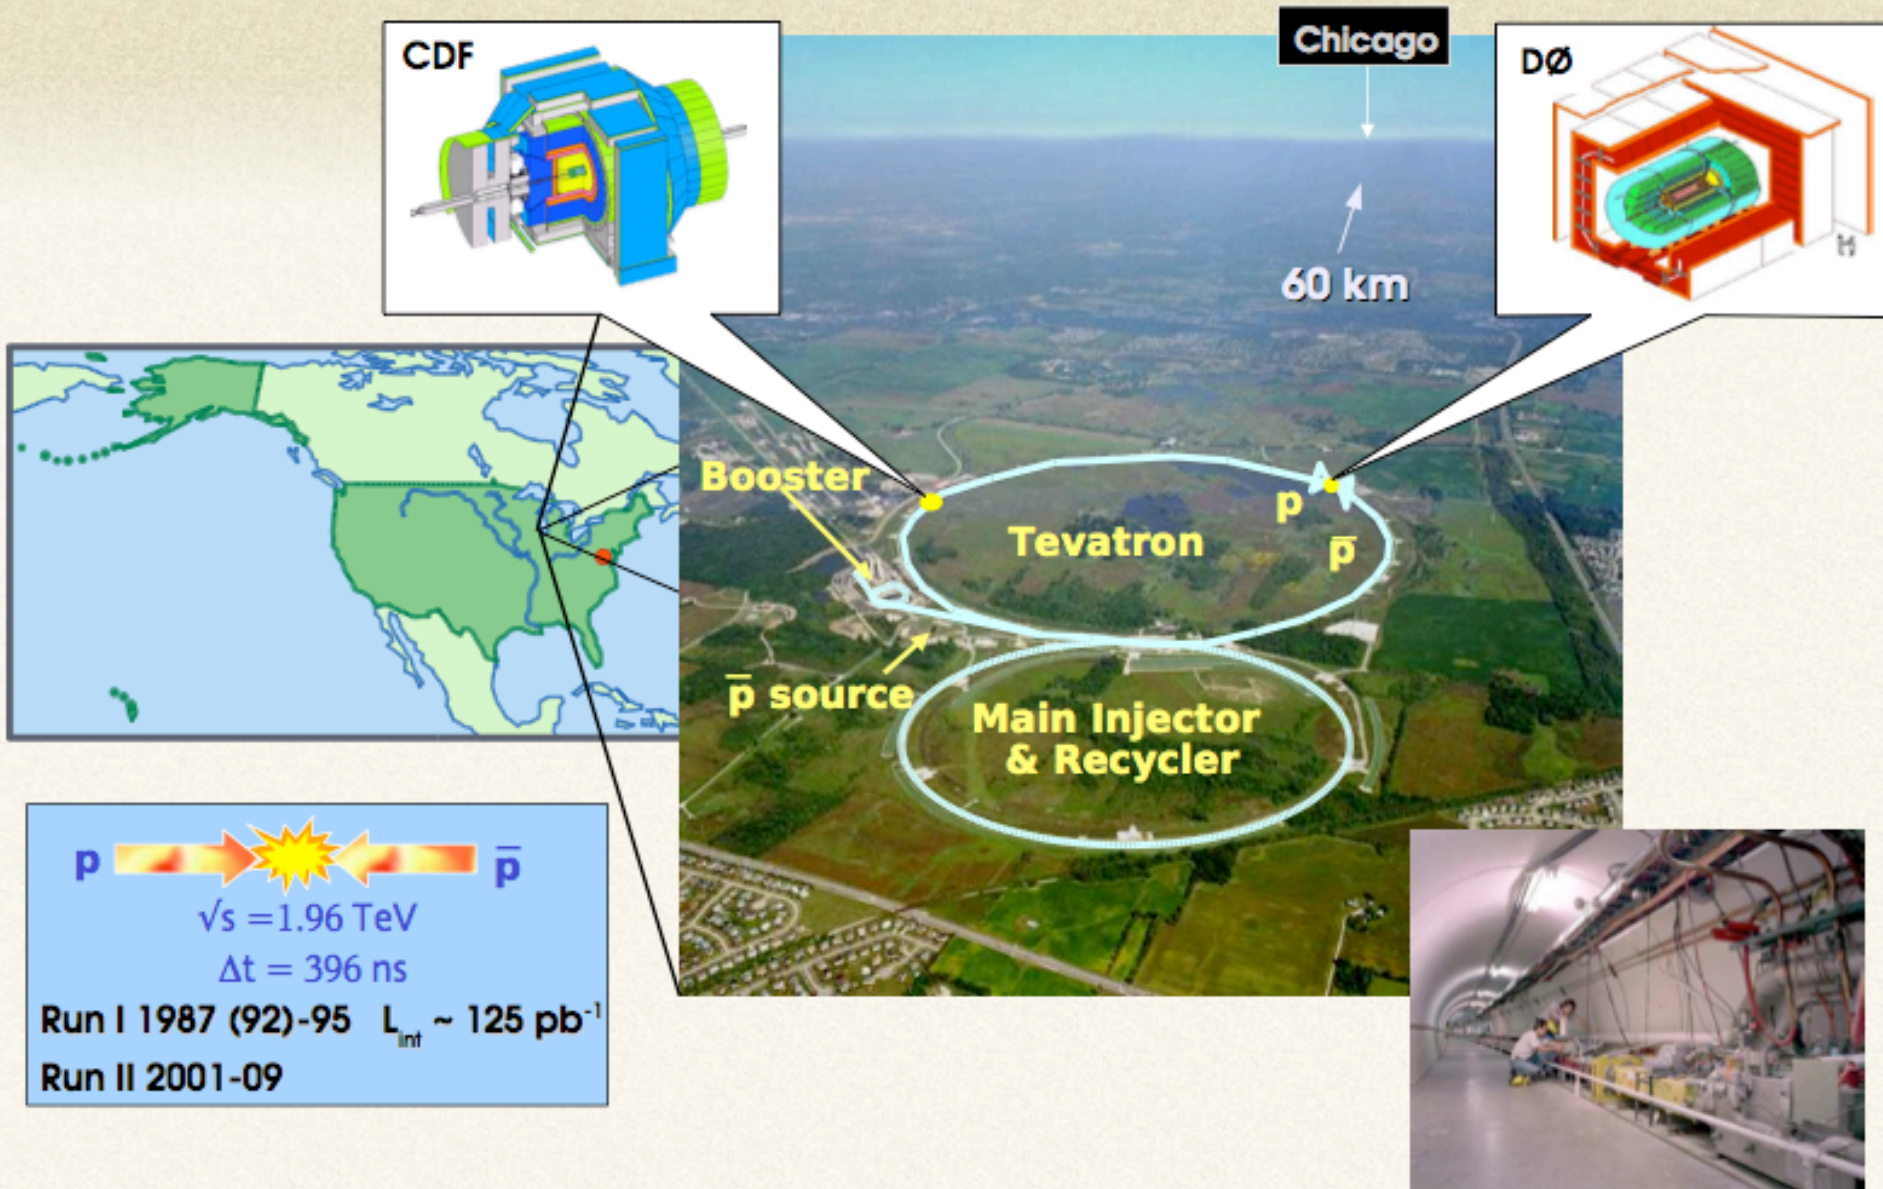 CDF
Chicago
DØ
60 km
Booster
Tevatron
p
p̅
p̅ source
Main Injector
& Recycler
p
p̅
√s =1.96 TeV
Δt = 396 ns
Run I 1987 (92)-95 L_int ~ 125 pb⁻¹
Run II 2001-09